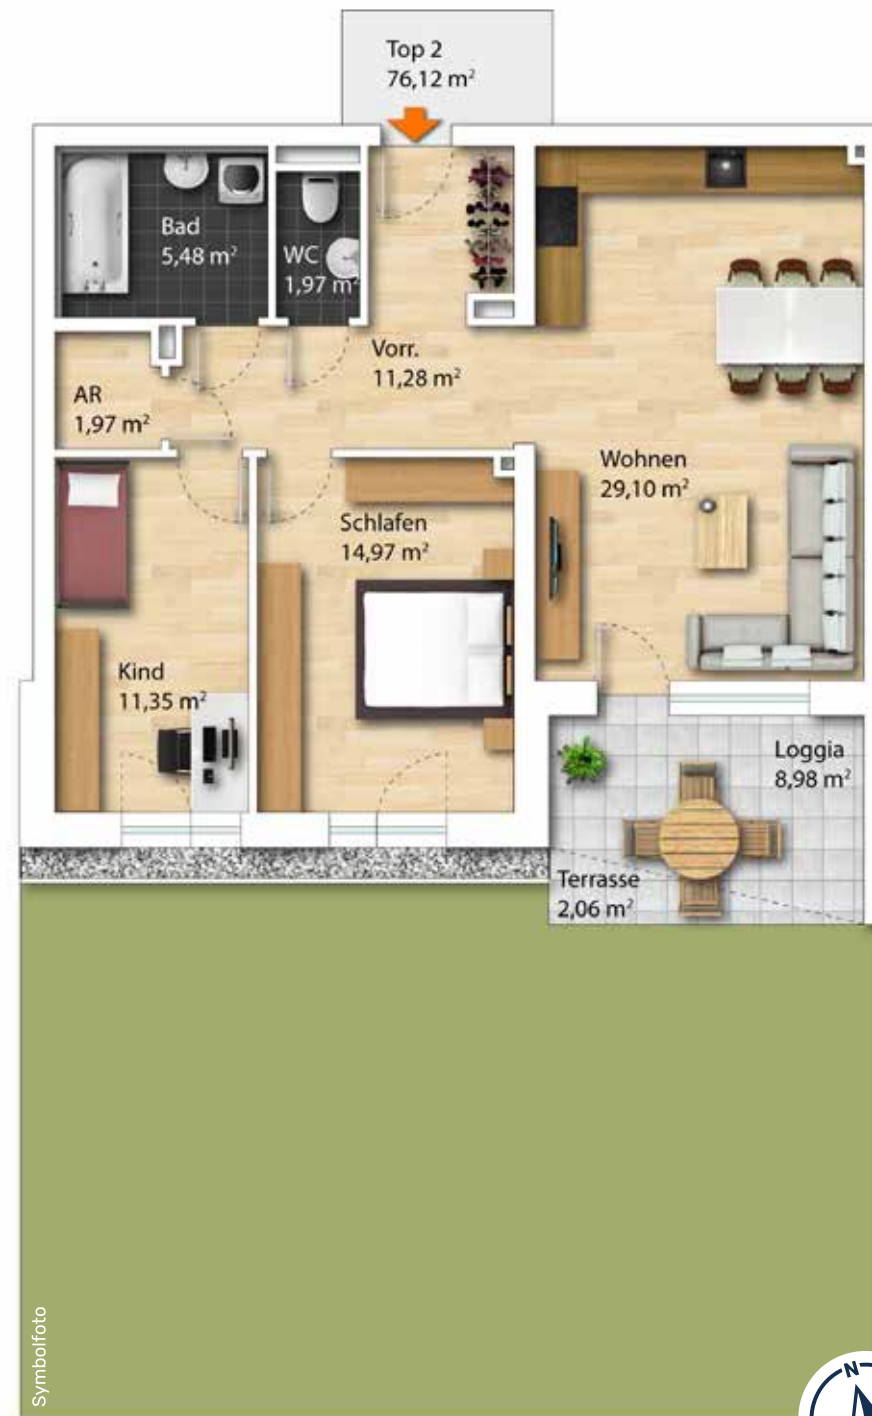 Top 2
76,12 m²
Bad
5,48 m²
WC
1,97 m²
Vorr.
11,28 m²
AR
1,97 m²
Wohnen
29,10 m²
Schlafen
14,97 m²
Kind
11,35 m²
Loggia
8,98 m²
Terrasse
2,06 m²
Symbolfoto
N